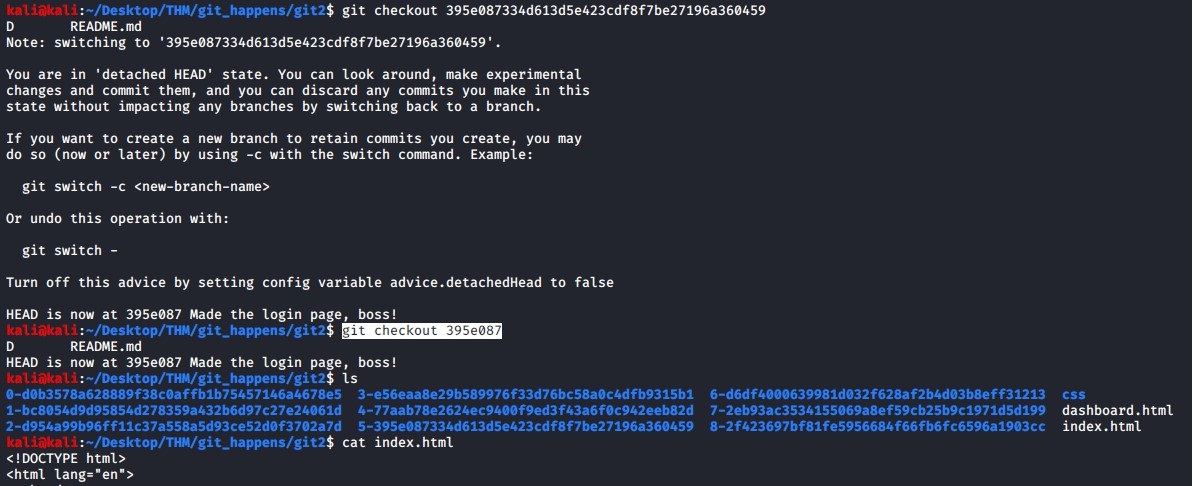 kali@kali:~/Desktop/THM/git_happens/git2$ git checkout 395e087334d613d5e423cdf8f7be27196a360459
D       README.md
Note: switching to '395e087334d613d5e423cdf8f7be27196a360459'.
You are in 'detached HEAD' state. You can look around, make experimental
changes and commit them, and you can discard any commits you make in this
state without impacting any branches by switching back to a branch.
If you want to create a new branch to retain commits you create, you may
do so (now or later) by using -c with the switch command. Example:
  git switch -c <new-branch-name>
Or undo this operation with:
  git switch -
Turn off this advice by setting config variable advice.detachedHead to false
HEAD is now at 395e087 Made the login page, boss!
kali@kali:~/Desktop/THM/git_happens/git2$ git checkout 395e087
D       README.md
HEAD is now at 395e087 Made the login page, boss!
kali@kali:~/Desktop/THM/git_happens/git2$ ls
0-d0b3578a628889f38c0affb1b75457146a4678e5  3-e56eaa8e29b589976f33d76bc58a0c4dfb9315b1  6-d6df4000639981d032f628af2b4d03b8eff31213  css
1-bc8054d9d95854d278359a432b6d97c27e24061d  4-77aab78e2624ec9400f9ed3f43a6f0c942eeb82d  7-2eb93ac3534155069a8ef59cb25b9c1971d5d199  dashboard.html
2-d954a99b96ff11c37a558a5d93ce52d0f3702a7d  5-395e087334d613d5e423cdf8f7be27196a360459  8-2f423697bf81fe5956684f66fb6fc6596a1903cc  index.html
kali@kali:~/Desktop/THM/git_happens/git2$ cat index.html
<!DOCTYPE html>
<html lang="en">